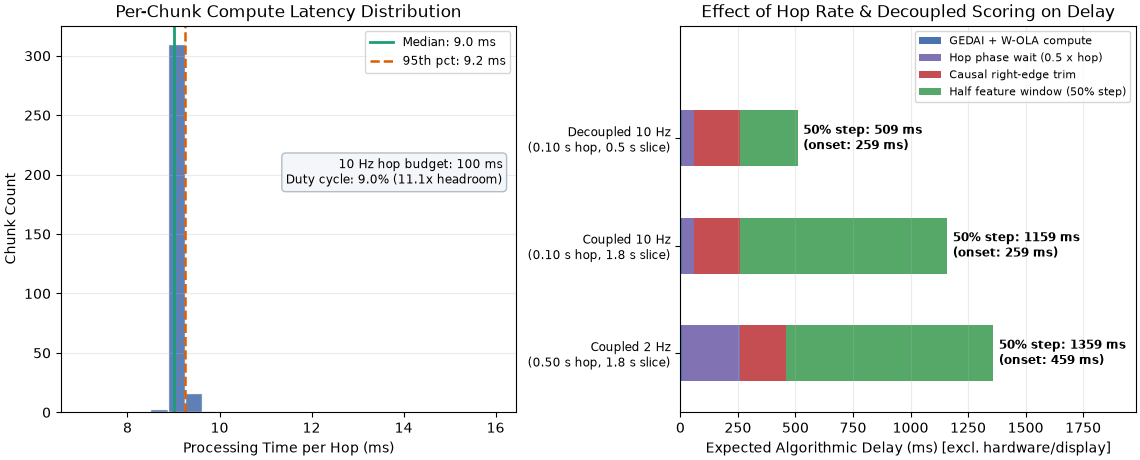 Per-Chunk Compute Latency Distribution
Chunk Count
300
250
200
150
100
50
0
Median: 9.0 ms
95th pct: 9.2 ms
10 Hz hop budget: 100 ms
Duty cycle: 9.0% (11.1x headroom)
8
10
12
14
16
Processing Time per Hop (ms)
Effect of Hop Rate & Decoupled Scoring on Delay
GEDAI + W-OLA compute
Hop phase wait (0.5 x hop)
Causal right-edge trim
Half feature window (50% step)
Decoupled 10 Hz
(0.10 s hop, 0.5 s slice)
50% step: 509 ms
(onset: 259 ms)
Coupled 10 Hz
(0.10 s hop, 1.8 s slice)
50% step: 1159 ms
(onset: 259 ms)
Coupled 2 Hz
(0.50 s hop, 1.8 s slice)
50% step: 1359 ms
(onset: 459 ms)
0
250
500
750
1000
1250
1500
1750
Expected Algorithmic Delay (ms) [excl. hardware/display]